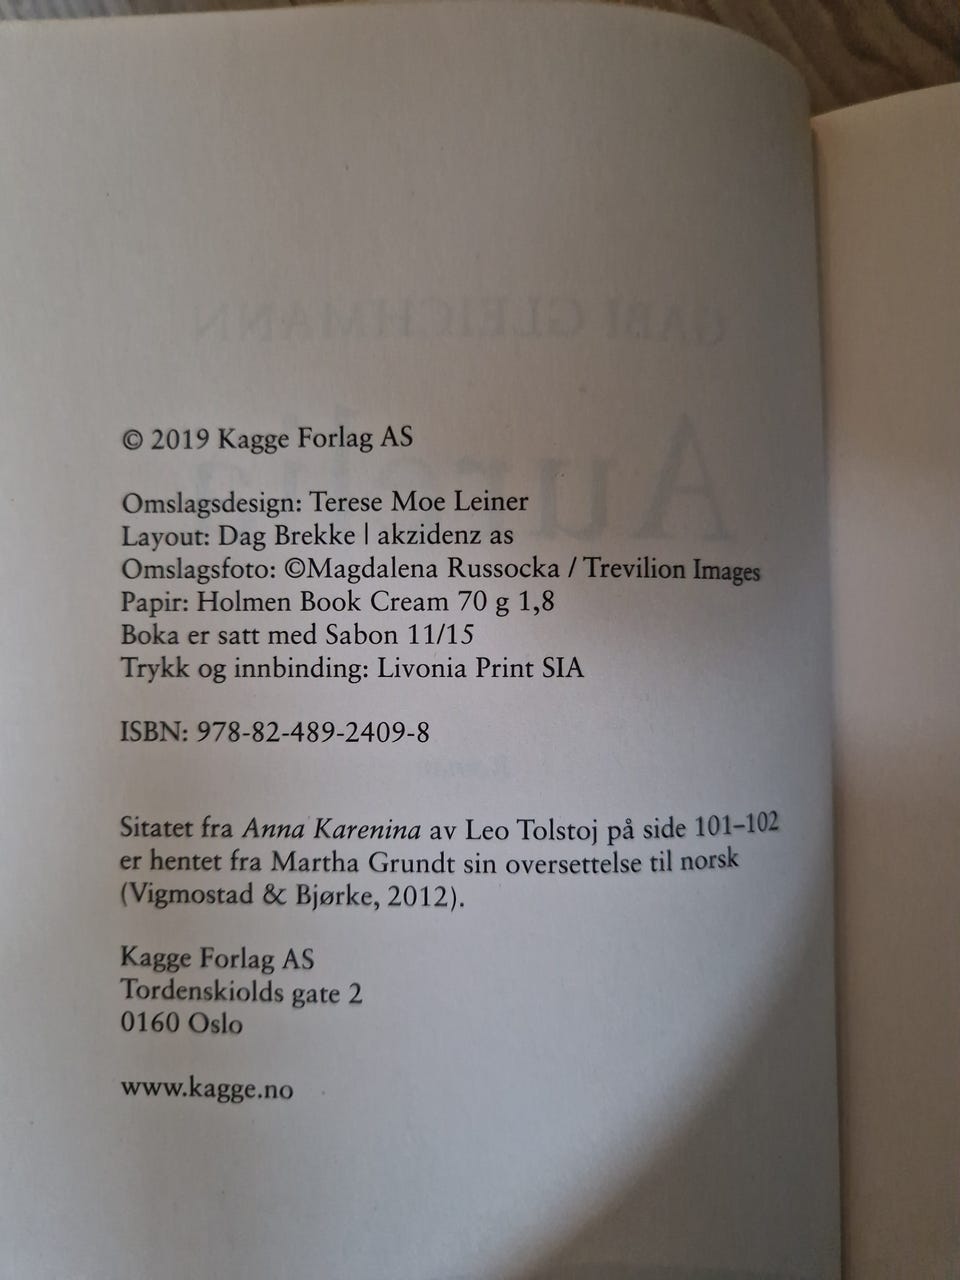 GABI GLEICHMANN
© 2019 Kagge Forlag AS
Omslagsdesign: Terese Moe Leiner
Layout: Dag Brekke | akzidenz as
Omslagsfoto: ©Magdalena Russocka / Trevilion Images
Papir: Holmen Book Cream 70 g 1,8
Boka er satt med Sabon 11/15
Trykk og innbinding: Livonia Print SIA
ISBN: 978-82-489-2409-8
Sitatet fra Anna Karenina av Leo Tolstoj på side 101–102
er hentet fra Martha Grundt sin oversettelse til norsk
(Vigmostad & Bjørke, 2012).
Kagge Forlag AS
Tordenskiolds gate 2
0160 Oslo
www.kagge.no